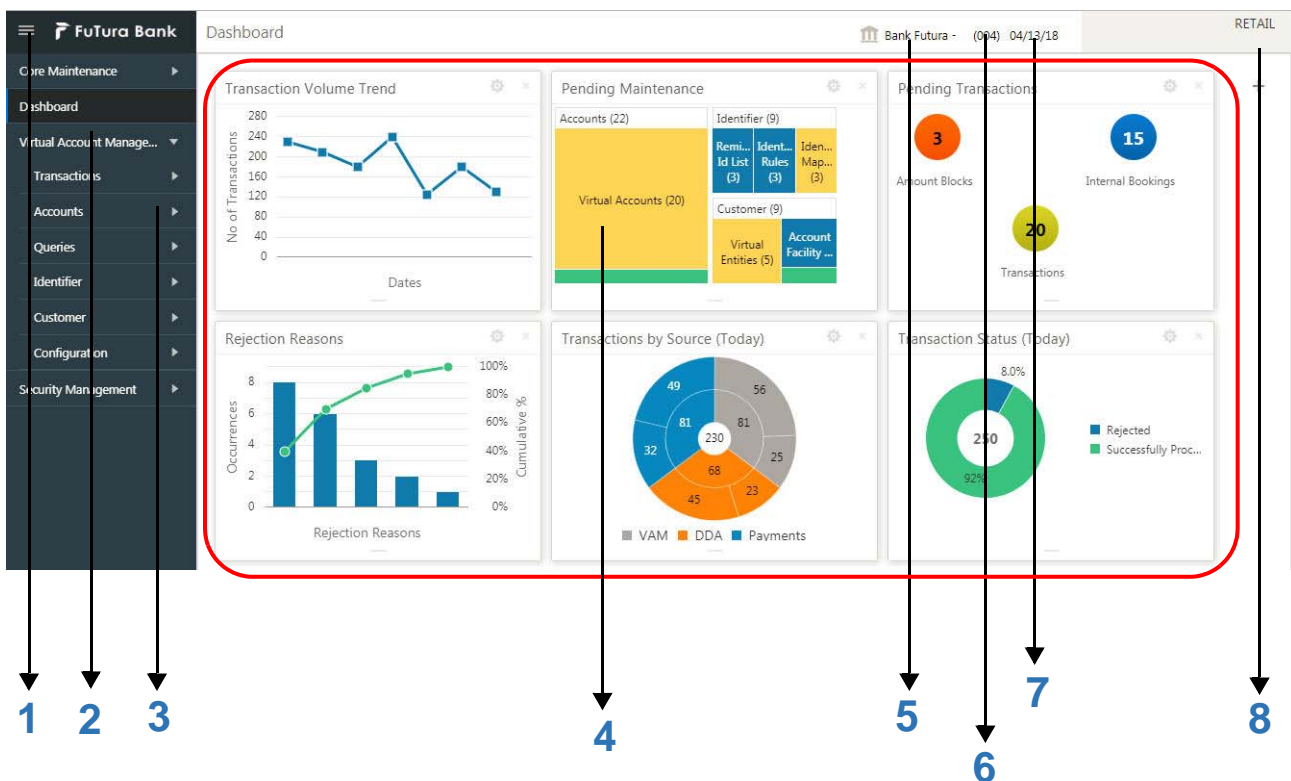 FuTura Bank
Dashboard
Bank Futura - (004) 04/13/18
RETAIL
Core Maintenance
Dashboard
Virtual Account Manage...
Transactions
Accounts
Queries
Identifier
Customer
Configuration
Security Management
Transaction Volume Trend
No of Transactions
280
240
200
160
120
80
40
0
Dates
Pending Maintenance
Accounts (22)
Virtual Accounts (20)
Identifier (9)
Remi...
Id List
(3)
Ident...
Rules
(3)
Iden...
Map...
(3)
Customer (9)
Virtual
Entities (5)
Account
Facility ...
Pending Transactions
3
Amount Blocks
15
Internal Bookings
20
Transactions
Rejection Reasons
Occurrences
8
6
4
2
0
100%
80%
60%
40%
20%
0%
Cumulative %
Rejection Reasons
Transactions by Source (Today)
49
56
81
81
230
32
25
68
45
23
VAM
DDA
Payments
Transaction Status (Today)
8.0%
250
92%
Rejected
Successfully Proc...
1
2
3
4
5
6
7
8